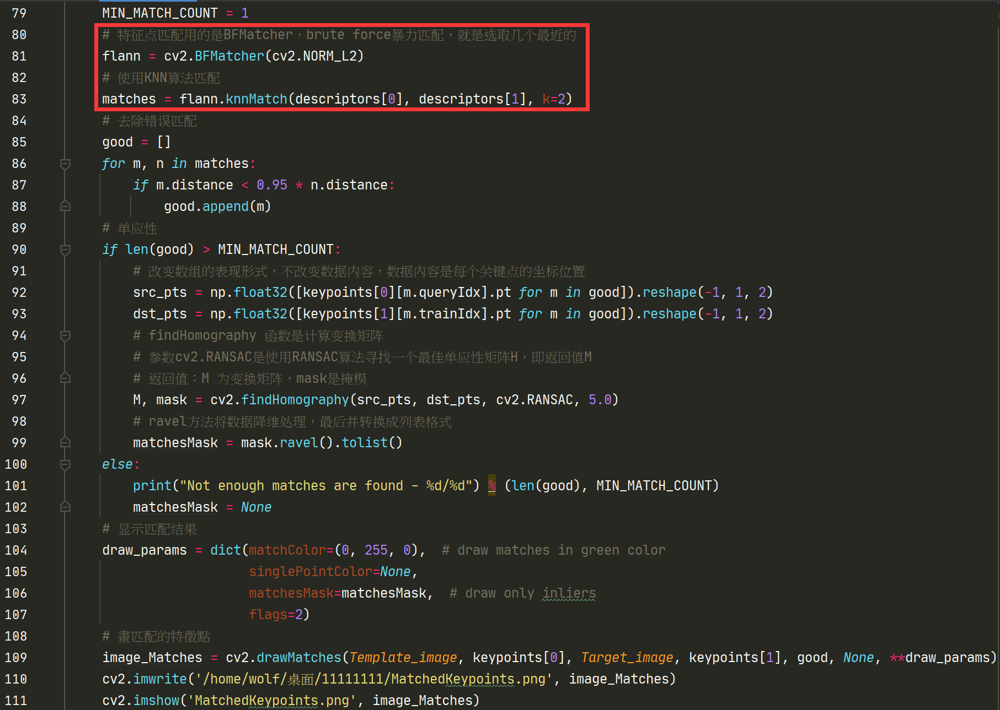 79 MIN_MATCH_COUNT = 1
80 # 特征点匹配用的是BFMatcher，brute force暴力匹配，就是选取几个最近的
81 flann = cv2.BFMatcher(cv2.NORM_L2)
82 # 使用KNN算法匹配
83 matches = flann.knnMatch(descriptors[0], descriptors[1], k=2)
84 # 去除错误匹配
85 good = []
86 for m, n in matches:
87 if m.distance < 0.95 * n.distance:
88 good.append(m)
89 # 单应性
90 if len(good) > MIN_MATCH_COUNT:
91 # 改变数组的表现形式，不改变数据内容，数据内容是每个关键点的坐标位置
92 src_pts = np.float32([keypoints[0][m.queryIdx].pt for m in good]).reshape(-1, 1, 2)
93 dst_pts = np.float32([keypoints[1][m.trainIdx].pt for m in good]).reshape(-1, 1, 2)
94 # findHomography 函数是计算变换矩阵
95 # 参数cv2.RANSAC是使用RANSAC算法寻找一个最佳单应性矩阵H，即返回值M
96 # 返回值：M 为变换矩阵，mask是掩模
97 M, mask = cv2.findHomography(src_pts, dst_pts, cv2.RANSAC, 5.0)
98 # ravel方法将数据降维处理，最后并转换成列表格式
99 matchesMask = mask.ravel().tolist()
100 else:
101 print("Not enough matches are found - %d/%d") % (len(good), MIN_MATCH_COUNT)
102 matchesMask = None
103 # 显示匹配结果
104 draw_params = dict(matchColor=(0, 255, 0), # draw matches in green color
105 singlePointColor=None,
106 matchesMask=matchesMask, # draw only inliers
107 flags=2)
108 # 畫匹配的特徵點
109 image_Matches = cv2.drawMatches(Template_image, keypoints[0], Target_image, keypoints[1], good, None, **draw_params)
110 cv2.imwrite('/home/wolf/桌面/11111111/MatchedKeypoints.png', image_Matches)
111 cv2.imshow('MatchedKeypoints.png', image_Matches)